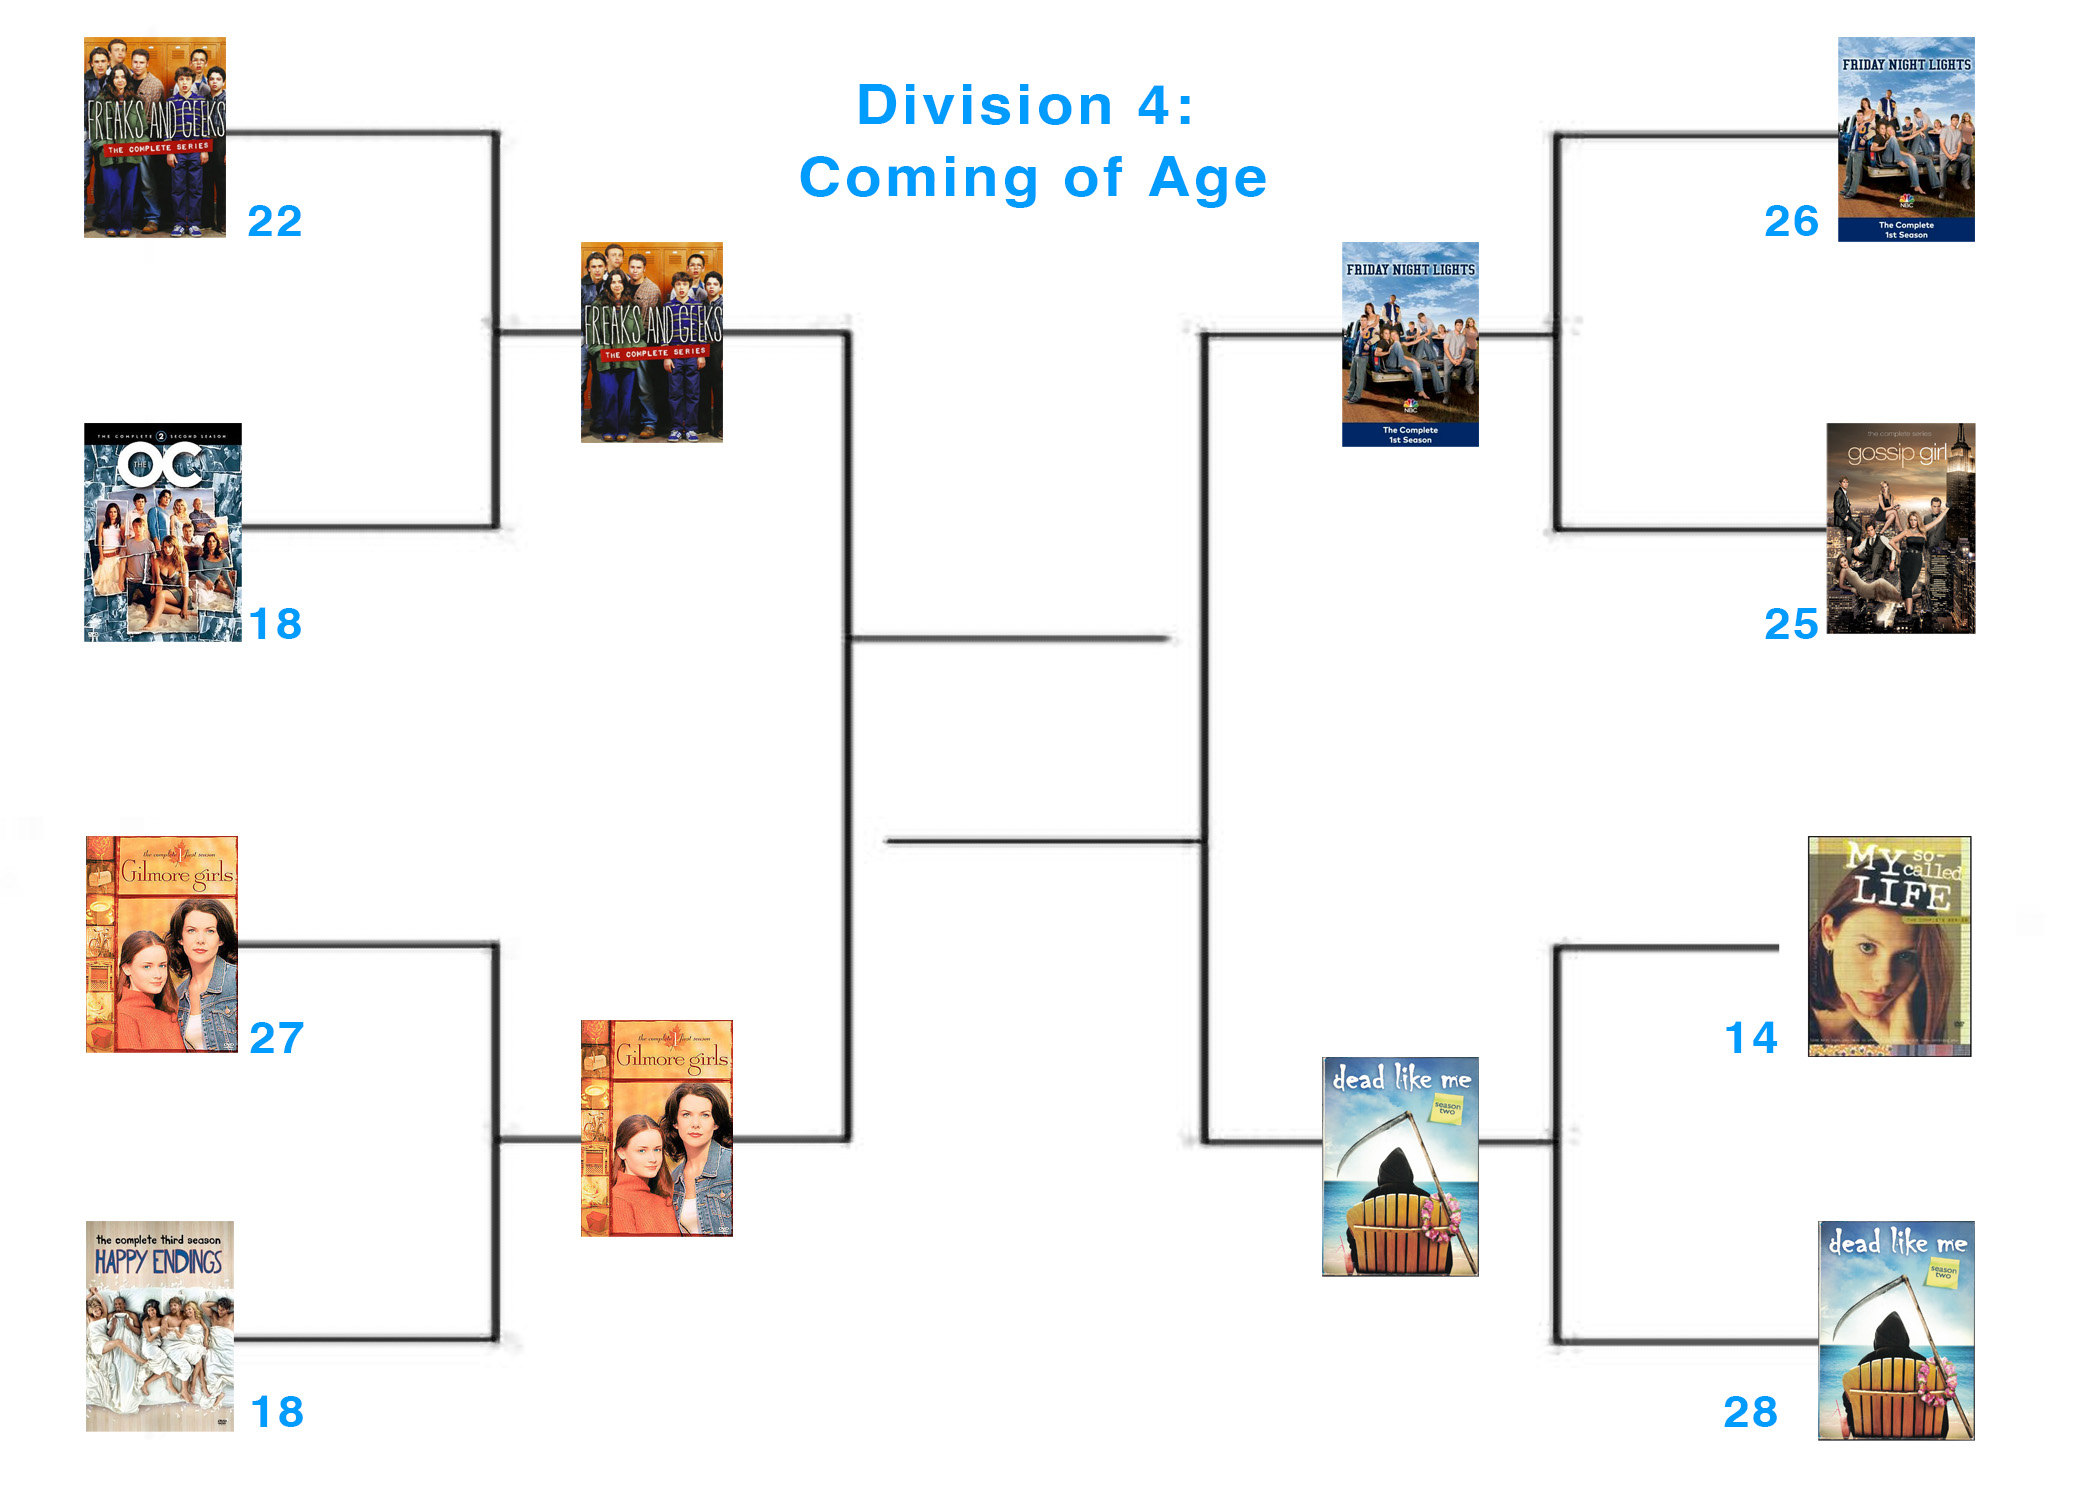 Division 4:
Coming of Age
FREAKS AND GEEKS
THE COMPLETE SERIES
22
THE COMPLETE 2 SECOND SEASON
THE OC
18
FREAKS AND GEEKS
THE COMPLETE SERIES
the complete 1 first season
Gilmore girls
27
the complete third season
HAPPY ENDINGS
18
the complete 1 first season
Gilmore girls
FRIDAY NIGHT LIGHTS
NBC
The Complete
1st Season
FRIDAY NIGHT LIGHTS
NBC
The Complete
1st Season
26
the complete series
gossip girl
25
MY so-called
LIFE
THE COMPLETE SERIES
14
dead like me
season
two
dead like me
season
two
28